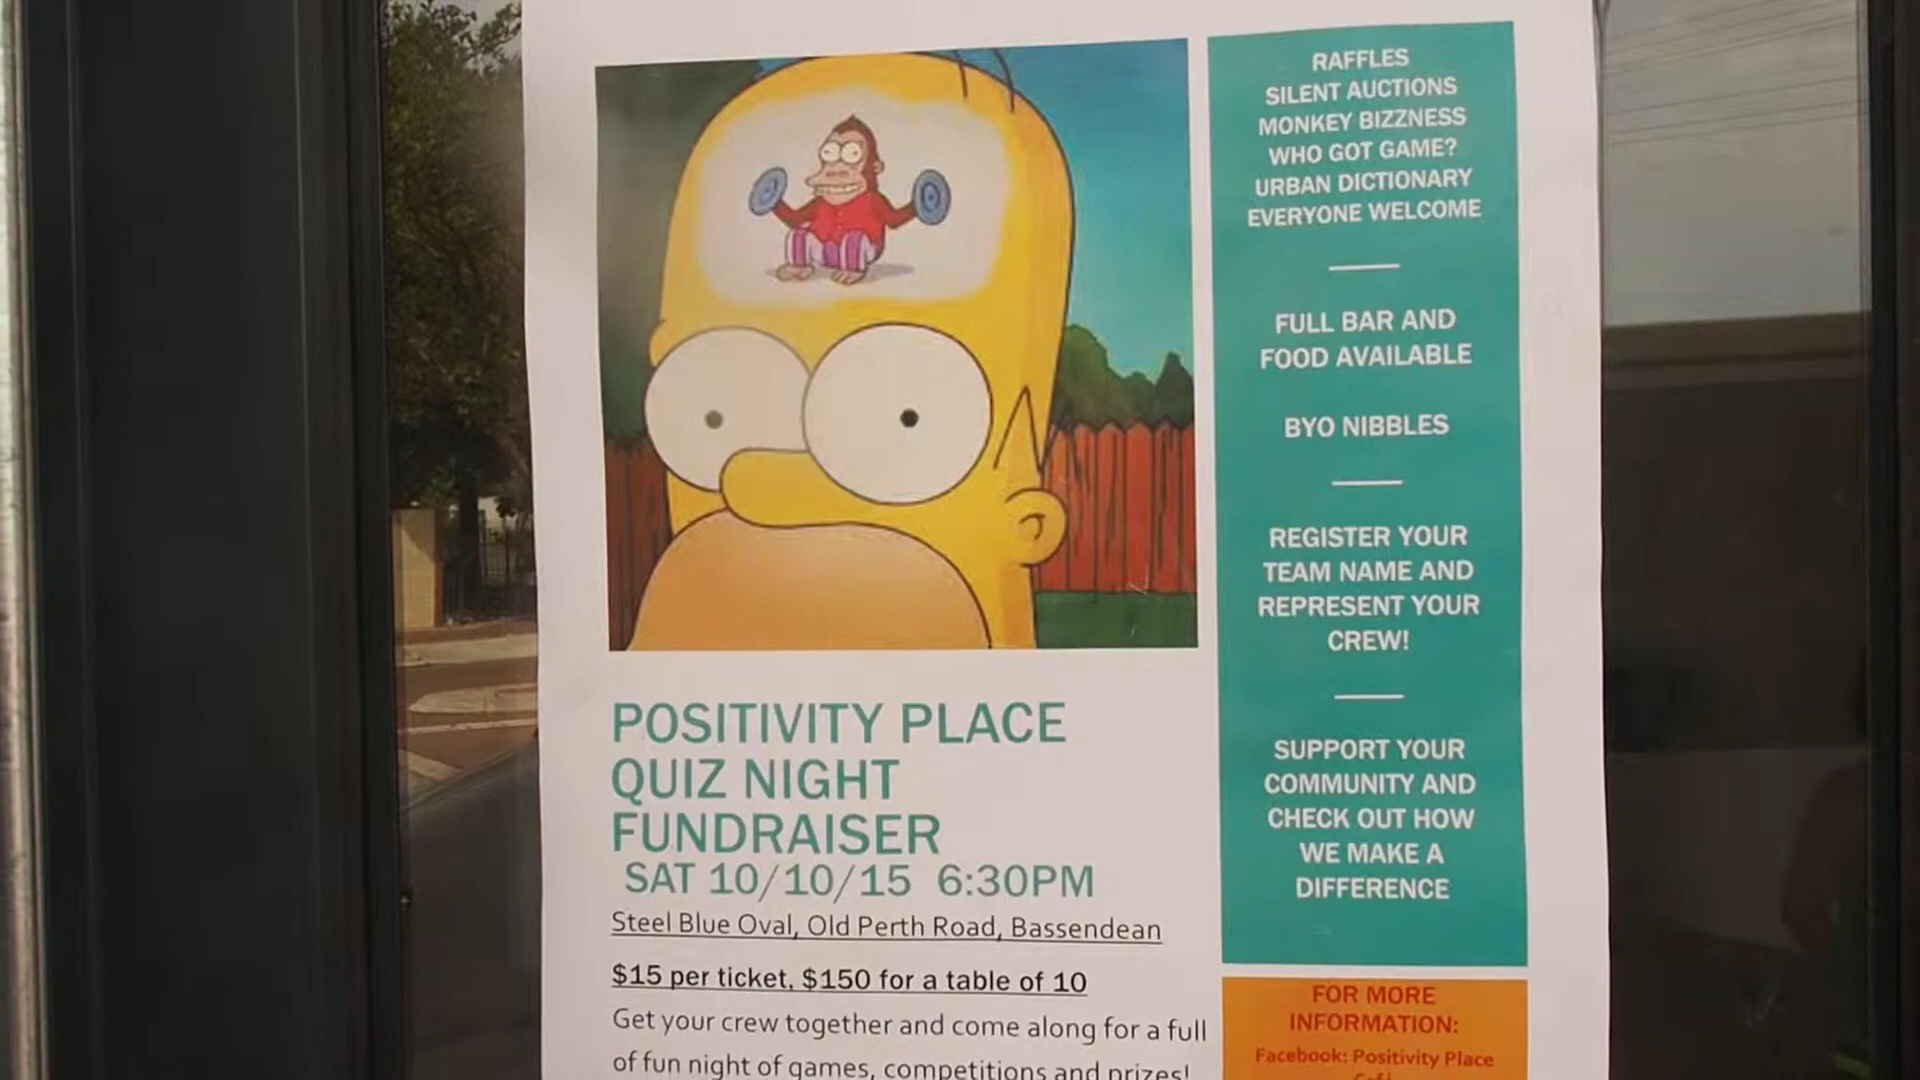 RAFFLES
SILENT AUCTIONS
MONKEY BIZZNESS
WHO GOT GAME?
URBAN DICTIONARY
EVERYONE WELCOME
FULL BAR AND
FOOD AVAILABLE
BYO NIBBLES
REGISTER YOUR
TEAM NAME AND
REPRESENT YOUR
CREW!
SUPPORT YOUR
COMMUNITY AND
CHECK OUT HOW
WE MAKE A
DIFFERENCE
POSITIVITY PLACE
QUIZ NIGHT
FUNDRAISER
SAT 10/10/15 6:30PM
Steel Blue Oval, Old Perth Road, Bassendean
$15 per ticket, $150 for a table of 10
Get your crew together and come along for a full
of fun night of games, competitions and prizes!
FOR MORE
INFORMATION:
Facebook: Positivity Place